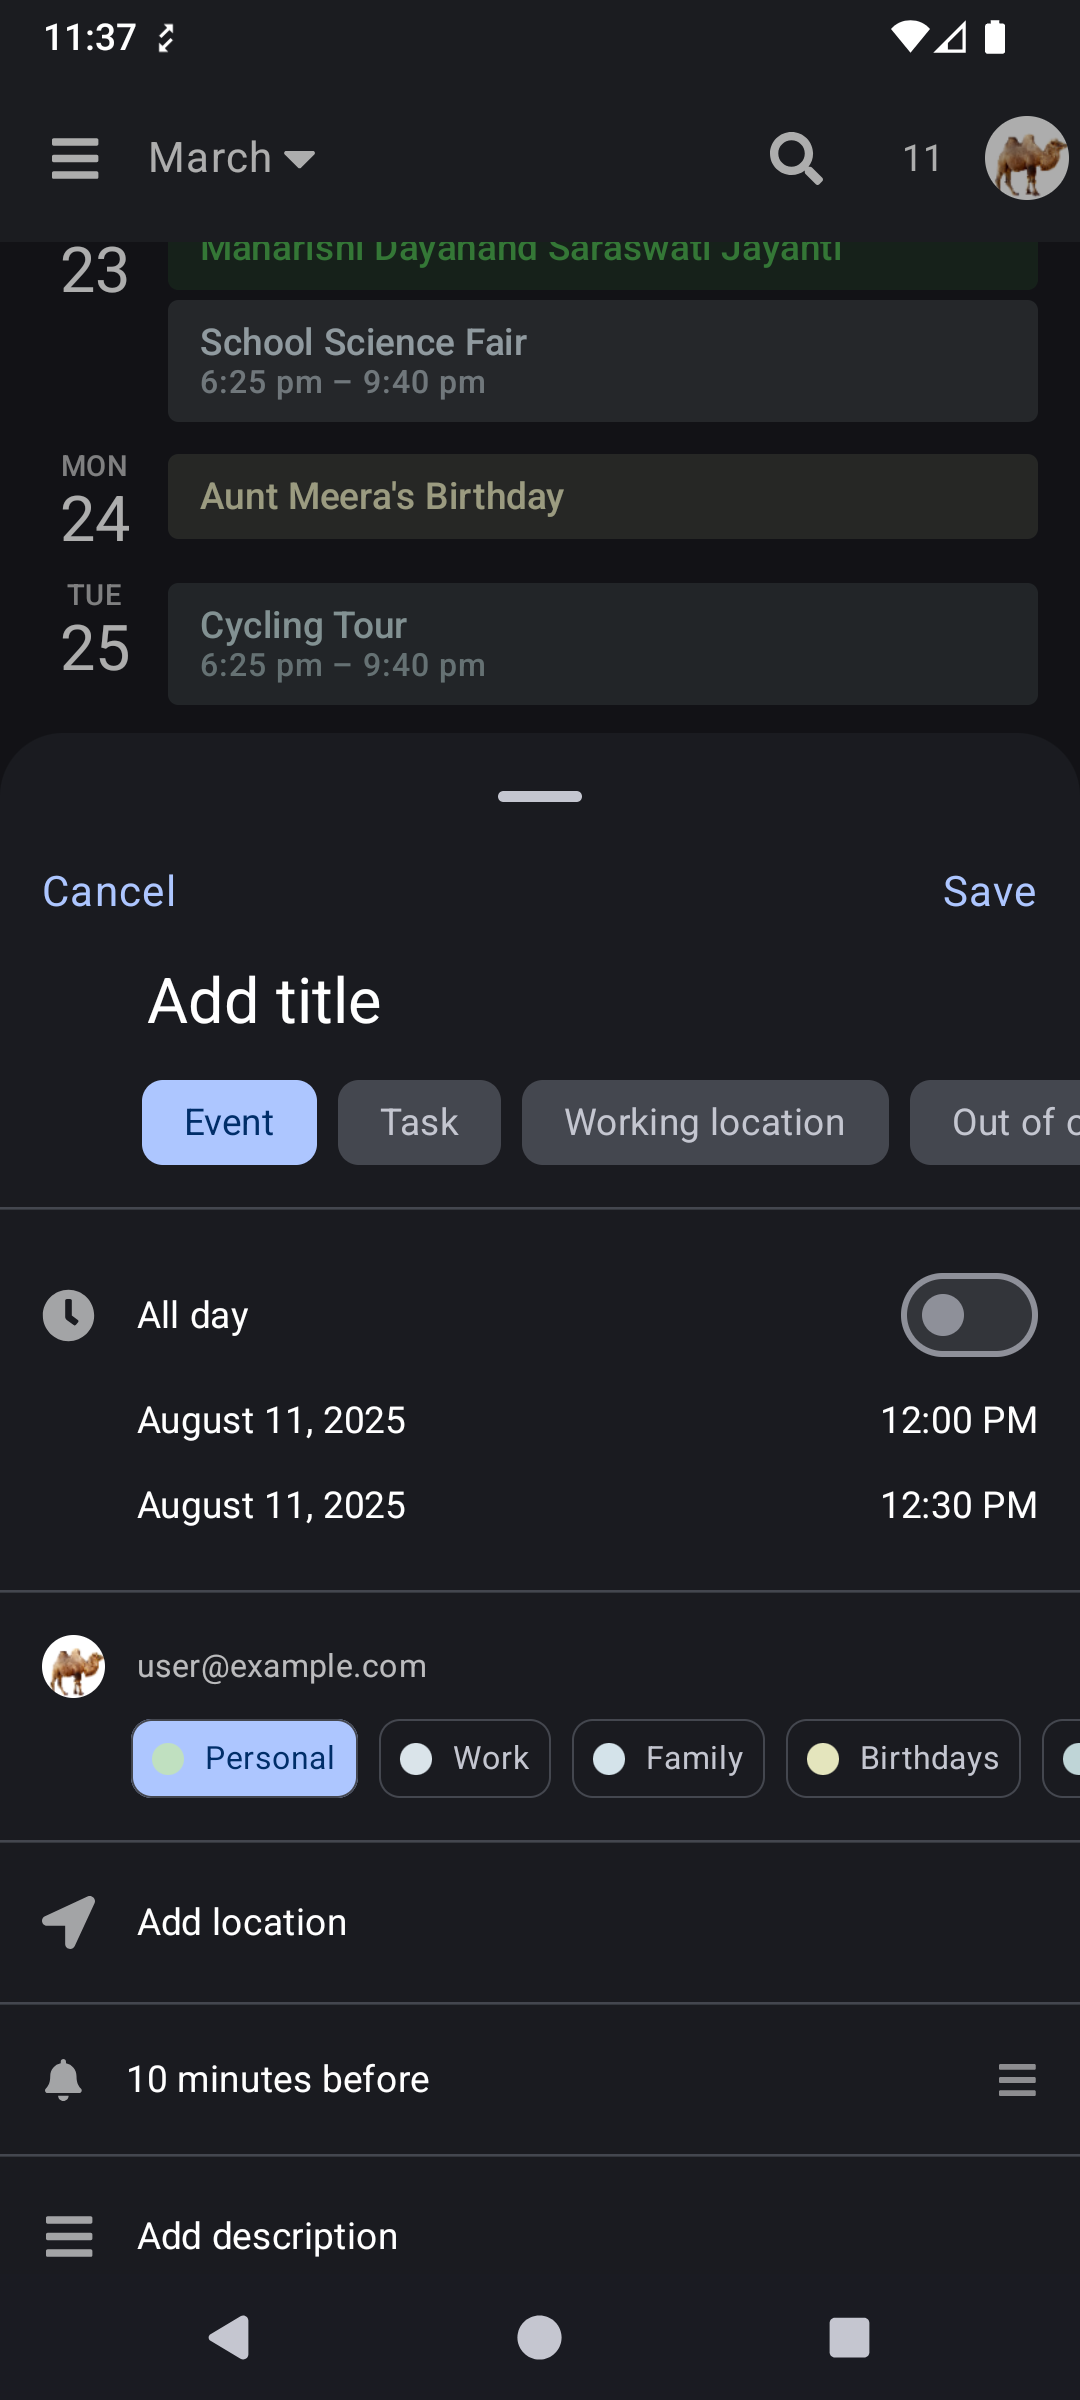 11:37
March
11
23
Maharishi Dayanand Saraswati Jayanti
School Science Fair
6:25 pm – 9:40 pm
MON
24
Aunt Meera's Birthday
TUE
25
Cycling Tour
6:25 pm – 9:40 pm
Cancel
Save
Add title
Event
Task
Working location
Out of
All day
August 11, 2025
12:00 PM
August 11, 2025
12:30 PM
user@example.com
Personal
Work
Family
Birthdays
Add location
10 minutes before
Add description